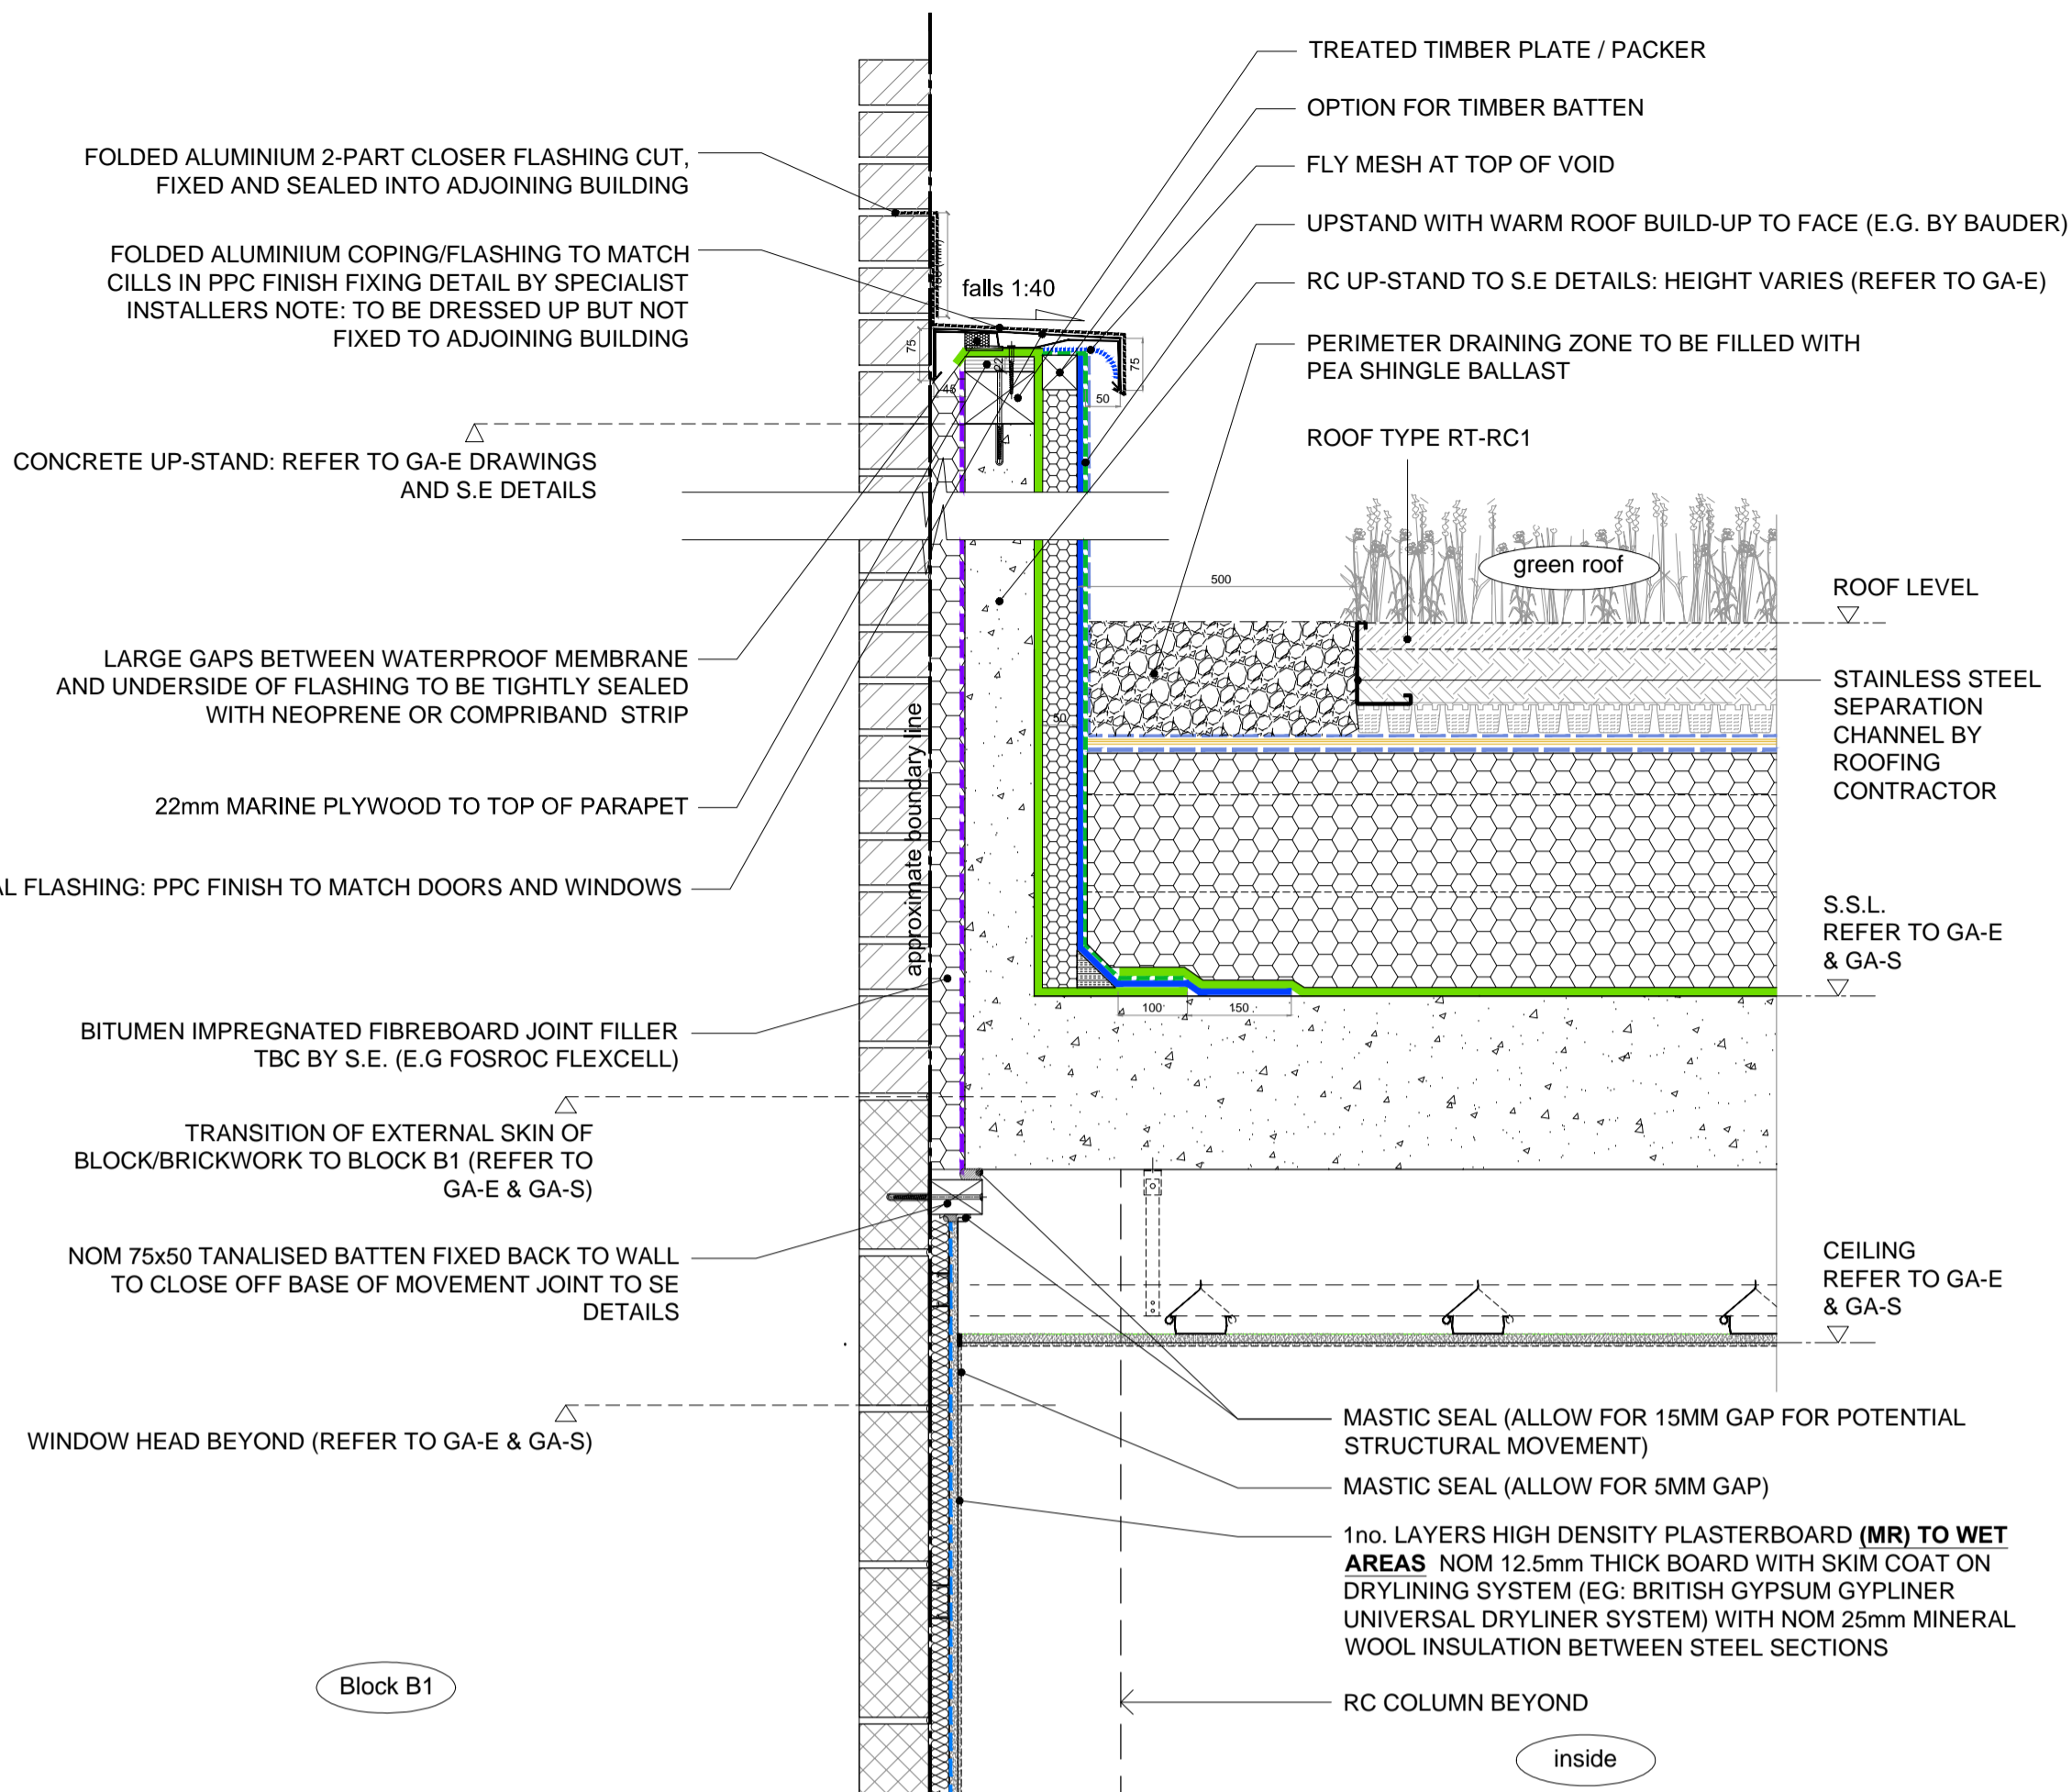 TREATED TIMBER PLATE / PACKER
OPTION FOR TIMBER BATTEN
FLY MESH AT TOP OF VOID
UPSTAND WITH WARM ROOF BUILD-UP TO FACE (E.G. BY BAUDER)
RC UP-STAND TO S.E DETAILS: HEIGHT VARIES (REFER TO GA-E)
PERIMETER DRAINING ZONE TO BE FILLED WITH
PEA SHINGLE BALLAST
ROOF TYPE RT-RC1
FOLDED ALUMINIUM 2-PART CLOSER FLASHING CUT,
FIXED AND SEALED INTO ADJOINING BUILDING
FOLDED ALUMINIUM COPING/FLASHING TO MATCH
CILLS IN PPC FINISH FIXING DETAIL BY SPECIALIST
INSTALLERS NOTE: TO BE DRESSED UP BUT NOT
FIXED TO ADJOINING BUILDING
falls 1:40
75
22
45
75
50
CONCRETE UP-STAND: REFER TO GA-E DRAWINGS
AND S.E DETAILS
LARGE GAPS BETWEEN WATERPROOF MEMBRANE
AND UNDERSIDE OF FLASHING TO BE TIGHTLY SEALED
WITH NEOPRENE OR COMPRIBAND STRIP
22mm MARINE PLYWOOD TO TOP OF PARAPET
AL FLASHING: PPC FINISH TO MATCH DOORS AND WINDOWS
approximate boundary line
500
50
green roof
ROOF LEVEL
STAINLESS STEEL
SEPARATION
CHANNEL BY
ROOFING
CONTRACTOR
S.S.L.
REFER TO GA-E
& GA-S
100
150
BITUMEN IMPREGNATED FIBREBOARD JOINT FILLER
TBC BY S.E. (E.G FOSROC FLEXCELL)
TRANSITION OF EXTERNAL SKIN OF
BLOCK/BRICKWORK TO BLOCK B1 (REFER TO
GA-E & GA-S)
NOM 75x50 TANALISED BATTEN FIXED BACK TO WALL
TO CLOSE OFF BASE OF MOVEMENT JOINT TO SE
DETAILS
CEILING
REFER TO GA-E
& GA-S
WINDOW HEAD BEYOND (REFER TO GA-E & GA-S)
MASTIC SEAL (ALLOW FOR 15MM GAP FOR POTENTIAL
STRUCTURAL MOVEMENT)
MASTIC SEAL (ALLOW FOR 5MM GAP)
1no. LAYERS HIGH DENSITY PLASTERBOARD (MR) TO WET
AREAS NOM 12.5mm THICK BOARD WITH SKIM COAT ON
DRYLINING SYSTEM (EG: BRITISH GYPSUM GYPLINER
UNIVERSAL DRYLINER SYSTEM) WITH NOM 25mm MINERAL
WOOL INSULATION BETWEEN STEEL SECTIONS
RC COLUMN BEYOND
Block B1
inside